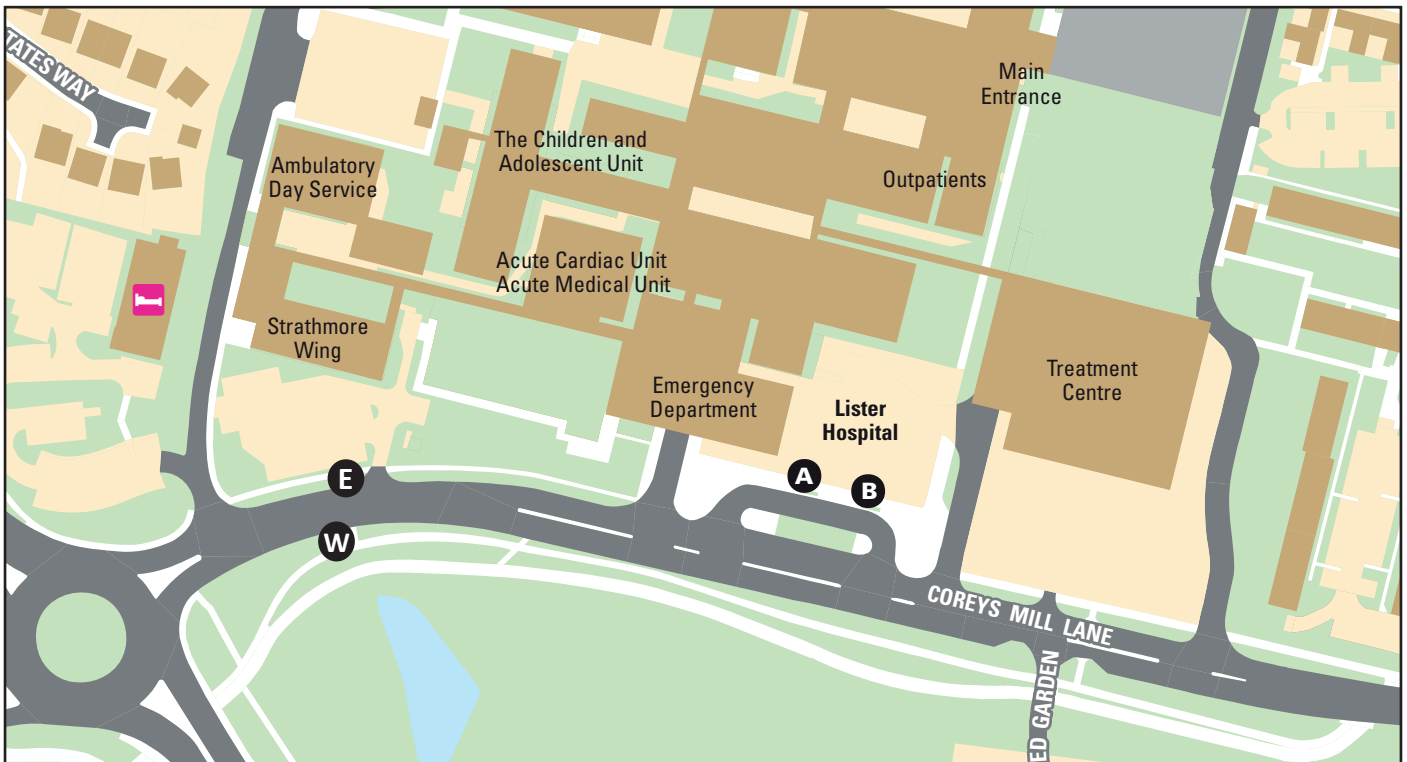 TATES WAY
Main
Entrance
The Children and
Adolescent Unit
Ambulatory
Day Service
Outpatients
Acute Cardiac Unit
Acute Medical Unit
Strathmore
Wing
Treatment
Centre
Emergency
Department
Lister
Hospital
A
B
E
W
COREYS MILL LANE
ED GARDEN